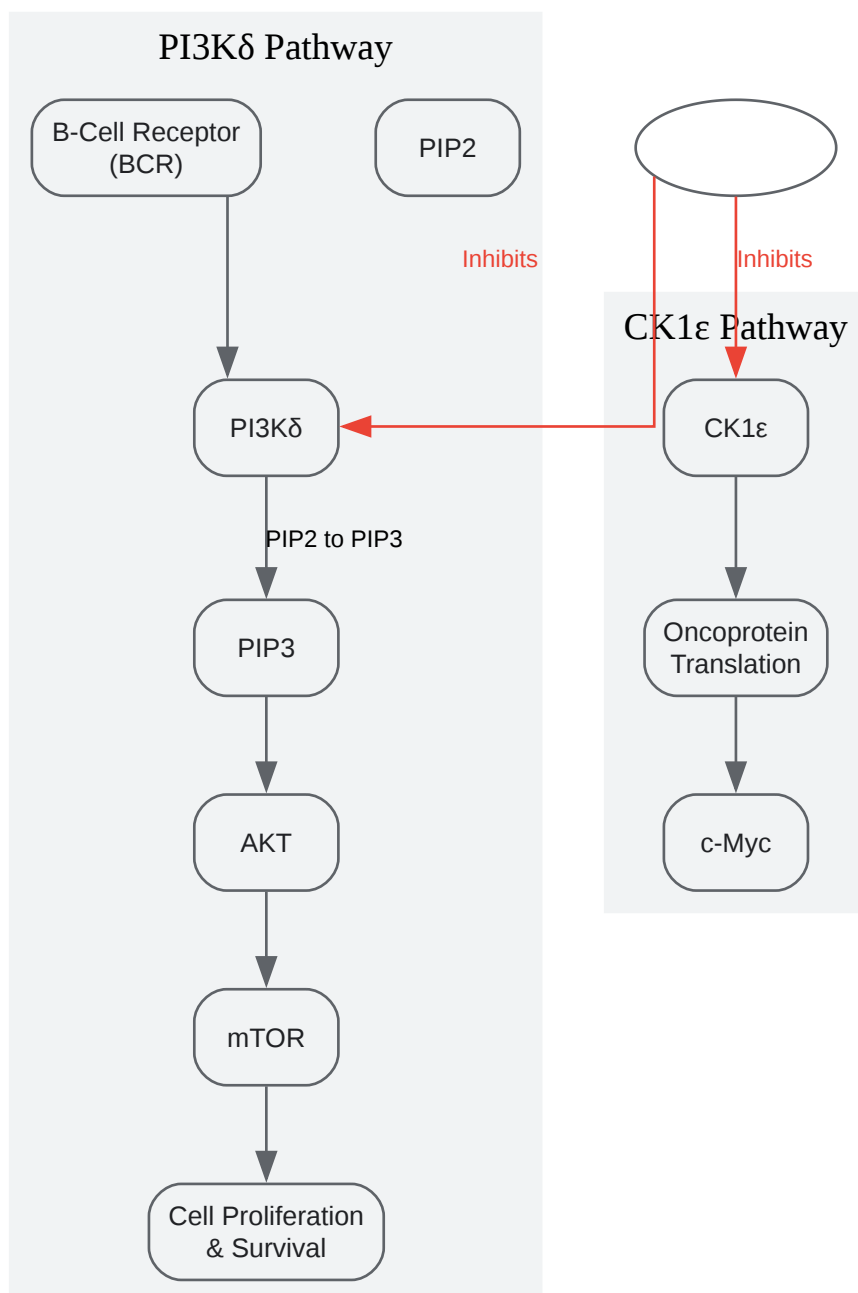 PI3Kδ Pathway
B-Cell Receptor
(BCR)
PIP2
Inhibits
Inhibits
CK1ε Pathway
PI3Kδ
CK1ε
PIP2 to PIP3
PIP3
Oncoprotein
Translation
AKT
c-Myc
mTOR
Cell Proliferation
& Survival